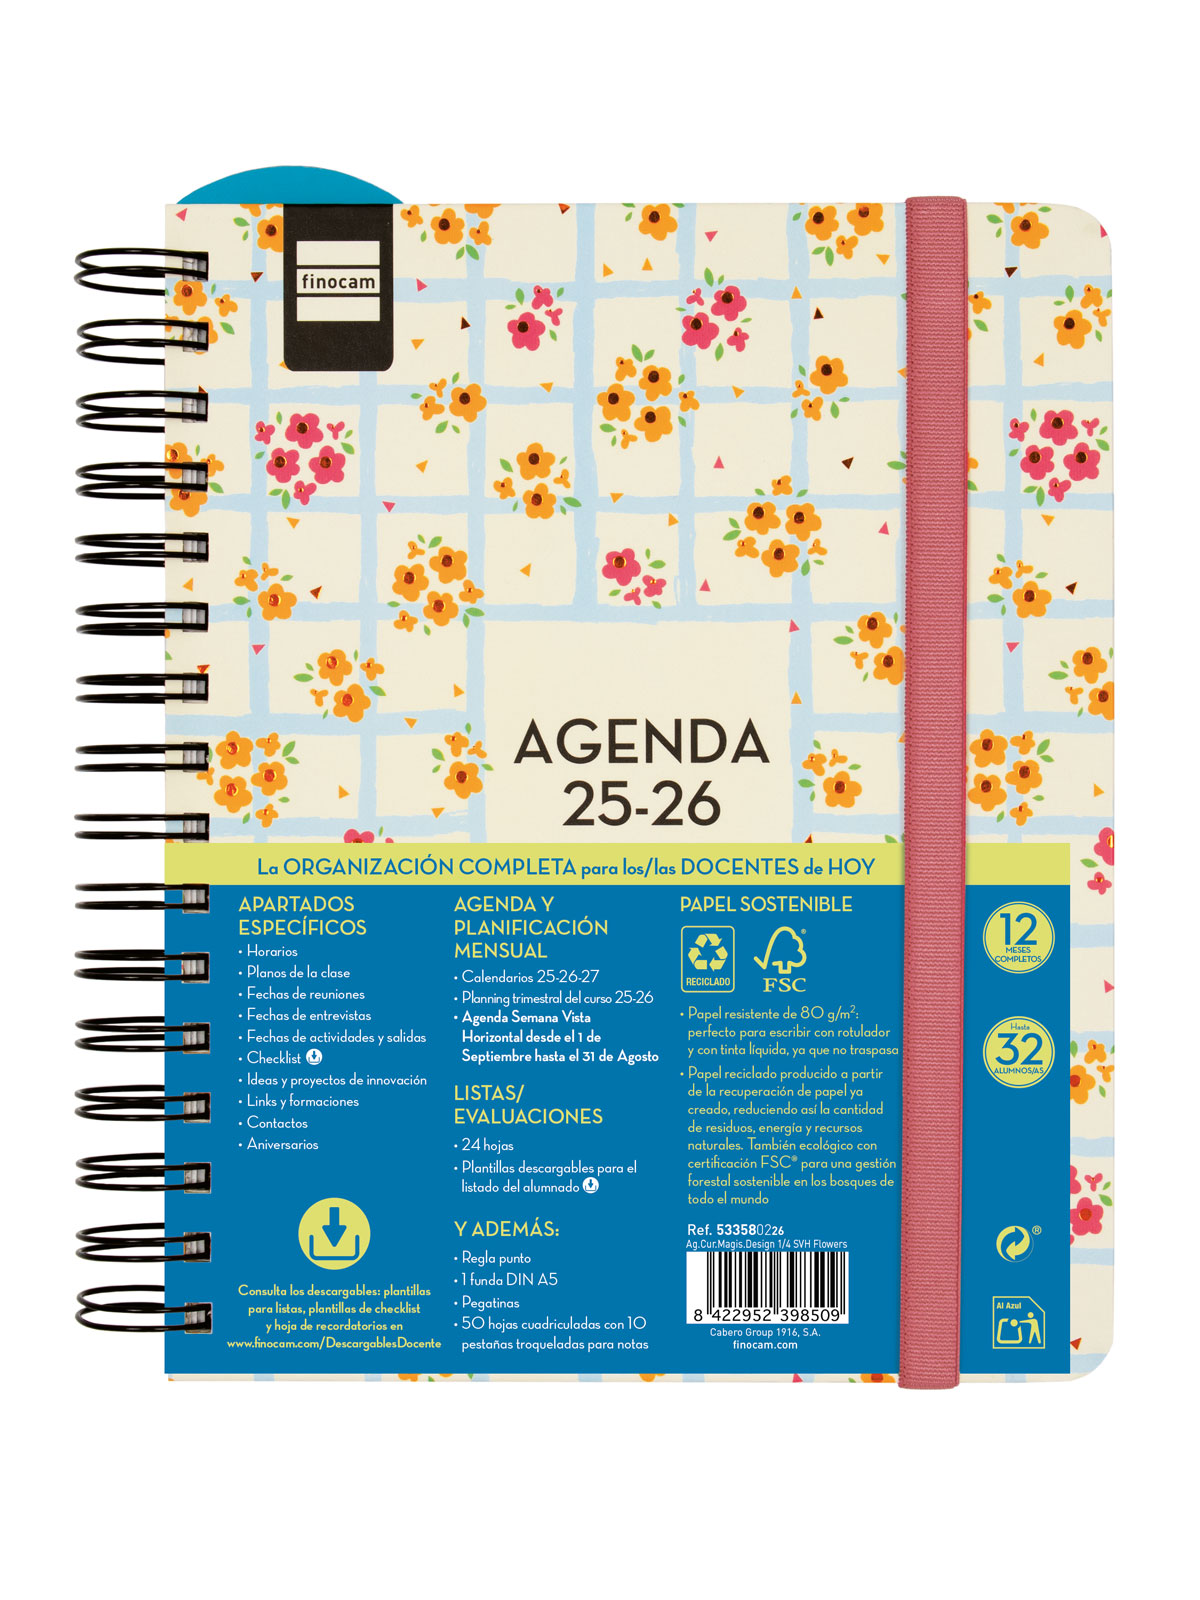 finocam
AGENDA
25-26
La ORGANIZACIÓN COMPLETA para los/las DOCENTES de HOY
APARTADOS
ESPECÍFICOS
• Horarios
• Planos de la clase
• Fechas de reuniones
• Fechas de entrevistas
• Fechas de actividades y salidas
• Checklist
• Ideas y proyectos de innovación
• Links y formaciones
• Contactos
• Aniversarios
Consulta los descargables: plantillas
para listas, plantillas de checklist
y hoja de recordatorios en
www.finocam.com/DescargablesDocente
AGENDA Y
PLANIFICACIÓN
MENSUAL
• Calendarios 25-26-27
• Planning trimestral del curso 25-26
• Agenda Semana Vista
Horizontal desde el 1 de
Septiembre hasta el 31 de Agosto
LISTAS/
EVALUACIONES
• 24 hojas
• Plantillas descargables para el
listado del alumnado
Y ADEMÁS:
• Regla punto
• 1 funda DIN A5
• Pegatinas
• 50 hojas cuadriculadas con 10
pestañas troqueladas para notas
PAPEL SOSTENIBLE
RECICLADO
®
FSC
• Papel resistente de 80 g/m²:
perfecto para escribir con rotulador
y con tinta líquida, ya que no traspasa
• Papel reciclado producido a partir
de la recuperación de papel ya
creado, reduciendo así la cantidad
de residuos, energía y recursos
naturales. También ecológico con
certificación FSC® para una gestión
forestal sostenible en los bosques de
todo el mundo
Ref. 533580226
Ag.Cur.Magis.Design 1/4 SVH Flowers
8 422952 398509
Cabero Group 1916, S.A.
finocam.com
12
MESES
COMPLETOS
Hasta
32
ALUMNOS/AS
®
Al Azul